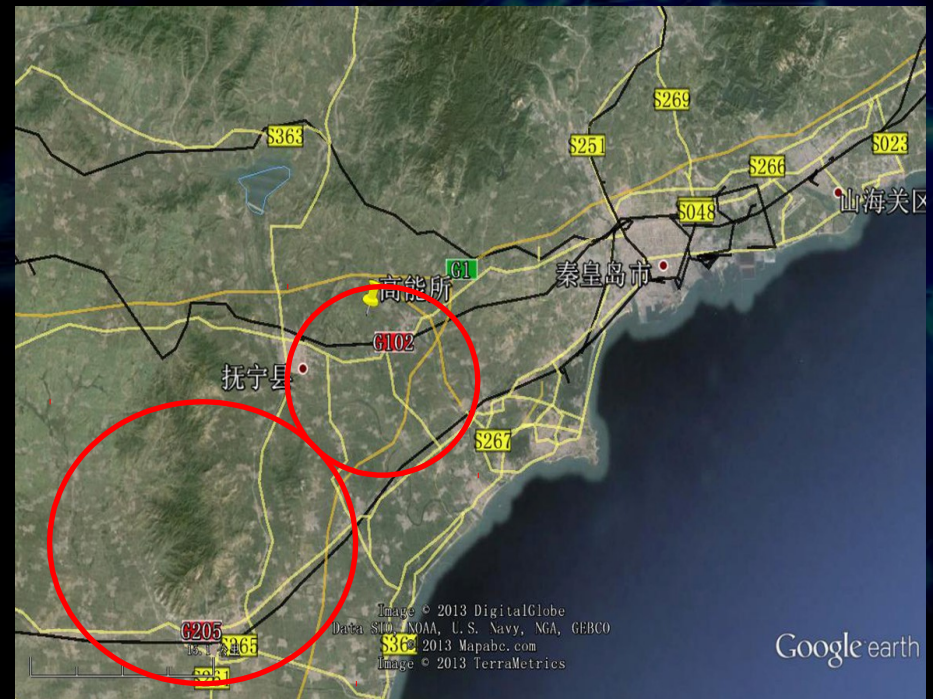 S269
S363
S251
S023
S266
山海关区
S048
G1
秦皇岛市
高能所
G102
抚宁县
S267
Image © 2013 DigitalGlobe
Data SIO, NOAA, U.S. Navy, NGA, GEBCO
G205
S365
© 2013 Mapabc.com
Image © 2013 TerraMetrics
Google earth
S261